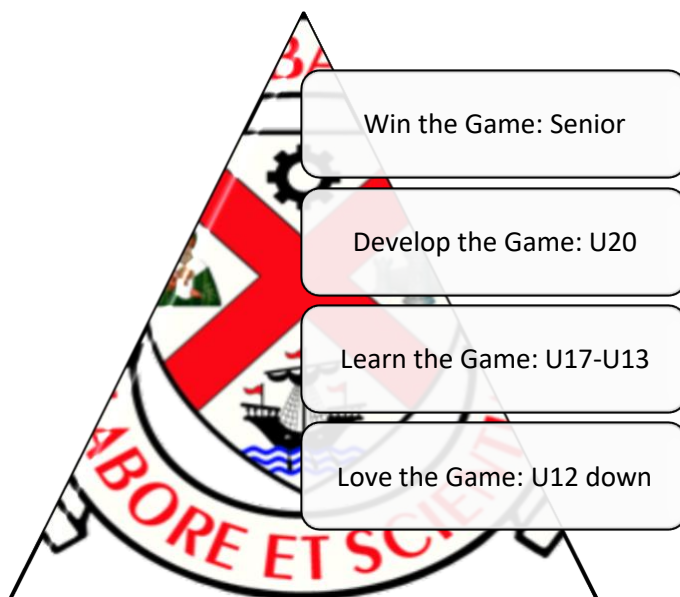 BA
Win the Game: Senior
Develop the Game: U20
Learn the Game: U17-U13
Love the Game: U12 down
ABORE ET SCIENT